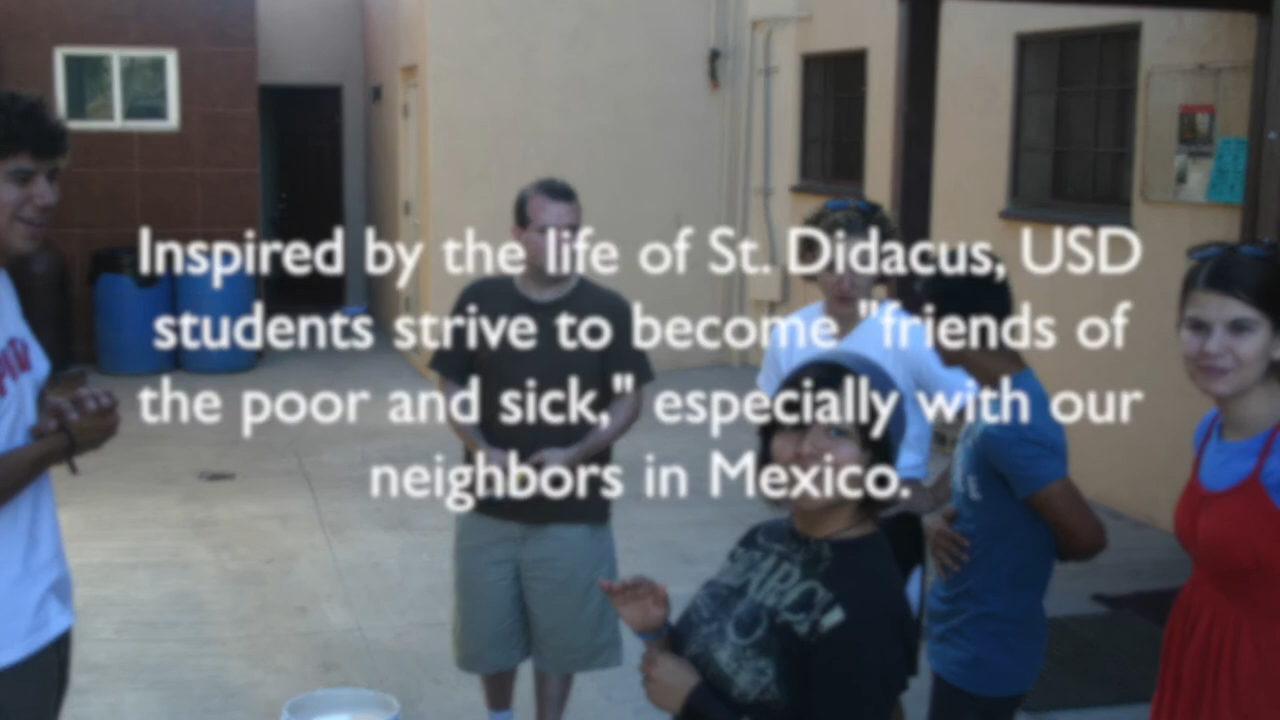 Inspired by the life of St. Didacus, USD
students strive to become "friends of
the poor and sick," especially with our
neighbors in Mexico.